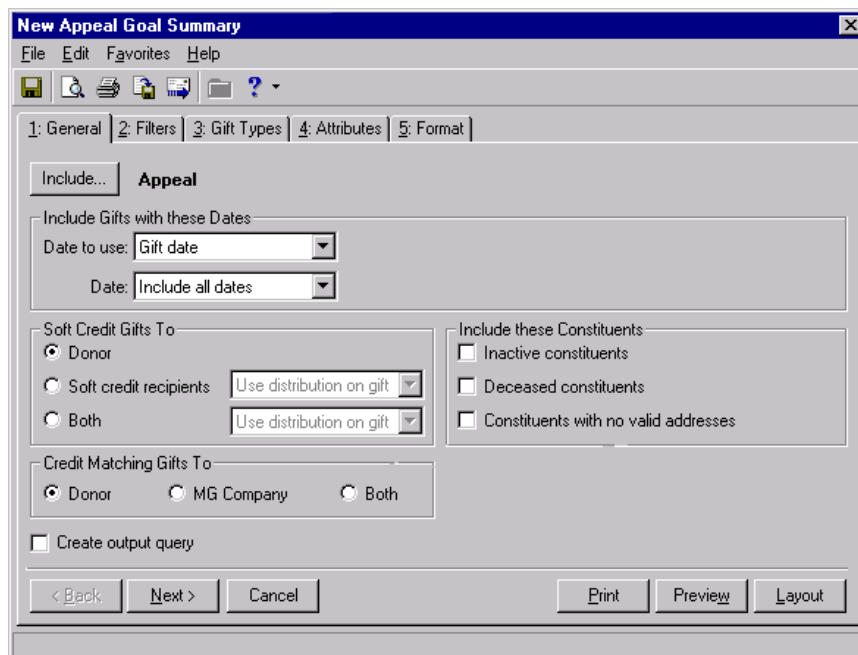 New Appeal Goal Summary
File Edit Favorites Help
?
1: General 2: Filters 3: Gift Types 4: Attributes 5: Format
Include... Appeal
Include Gifts with these Dates
Date to use: Gift date
Date: Include all dates
Soft Credit Gifts To
Donor
Soft credit recipients Use distribution on gift
Both Use distribution on gift
Include these Constituents
Inactive constituents
Deceased constituents
Constituents with no valid addresses
Credit Matching Gifts To
Donor MG Company Both
Create output query
< Back Next > Cancel Print Preview Layout